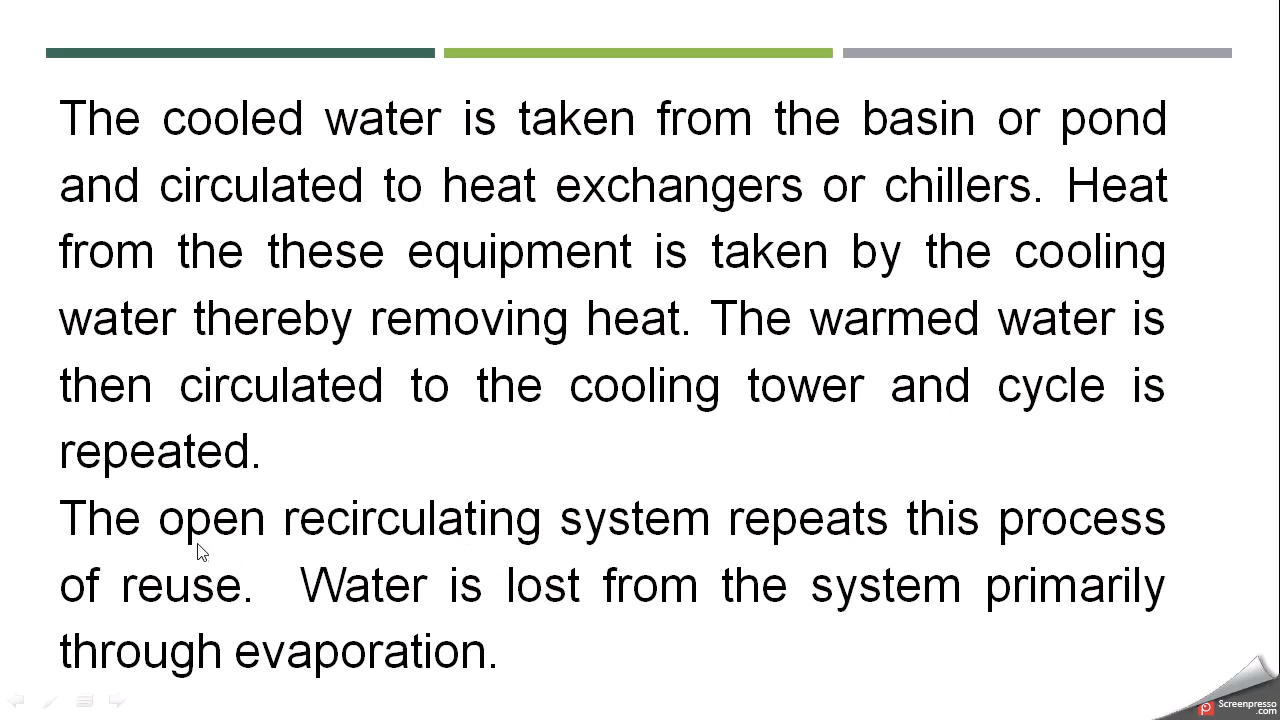 The cooled water is taken from the basin or pond
and circulated to heat exchangers or chillers. Heat
from the these equipment is taken by the cooling
water thereby removing heat. The warmed water is
then circulated to the cooling tower and cycle is
repeated.
The open recirculating system repeats this process
of reuse. Water is lost from the system primarily
through evaporation.
Screenpresso
.com